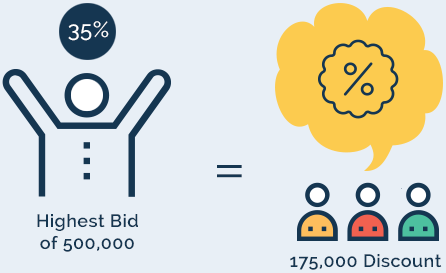 35%
Highest Bid
of 500,000
=
%
175,000 Discount